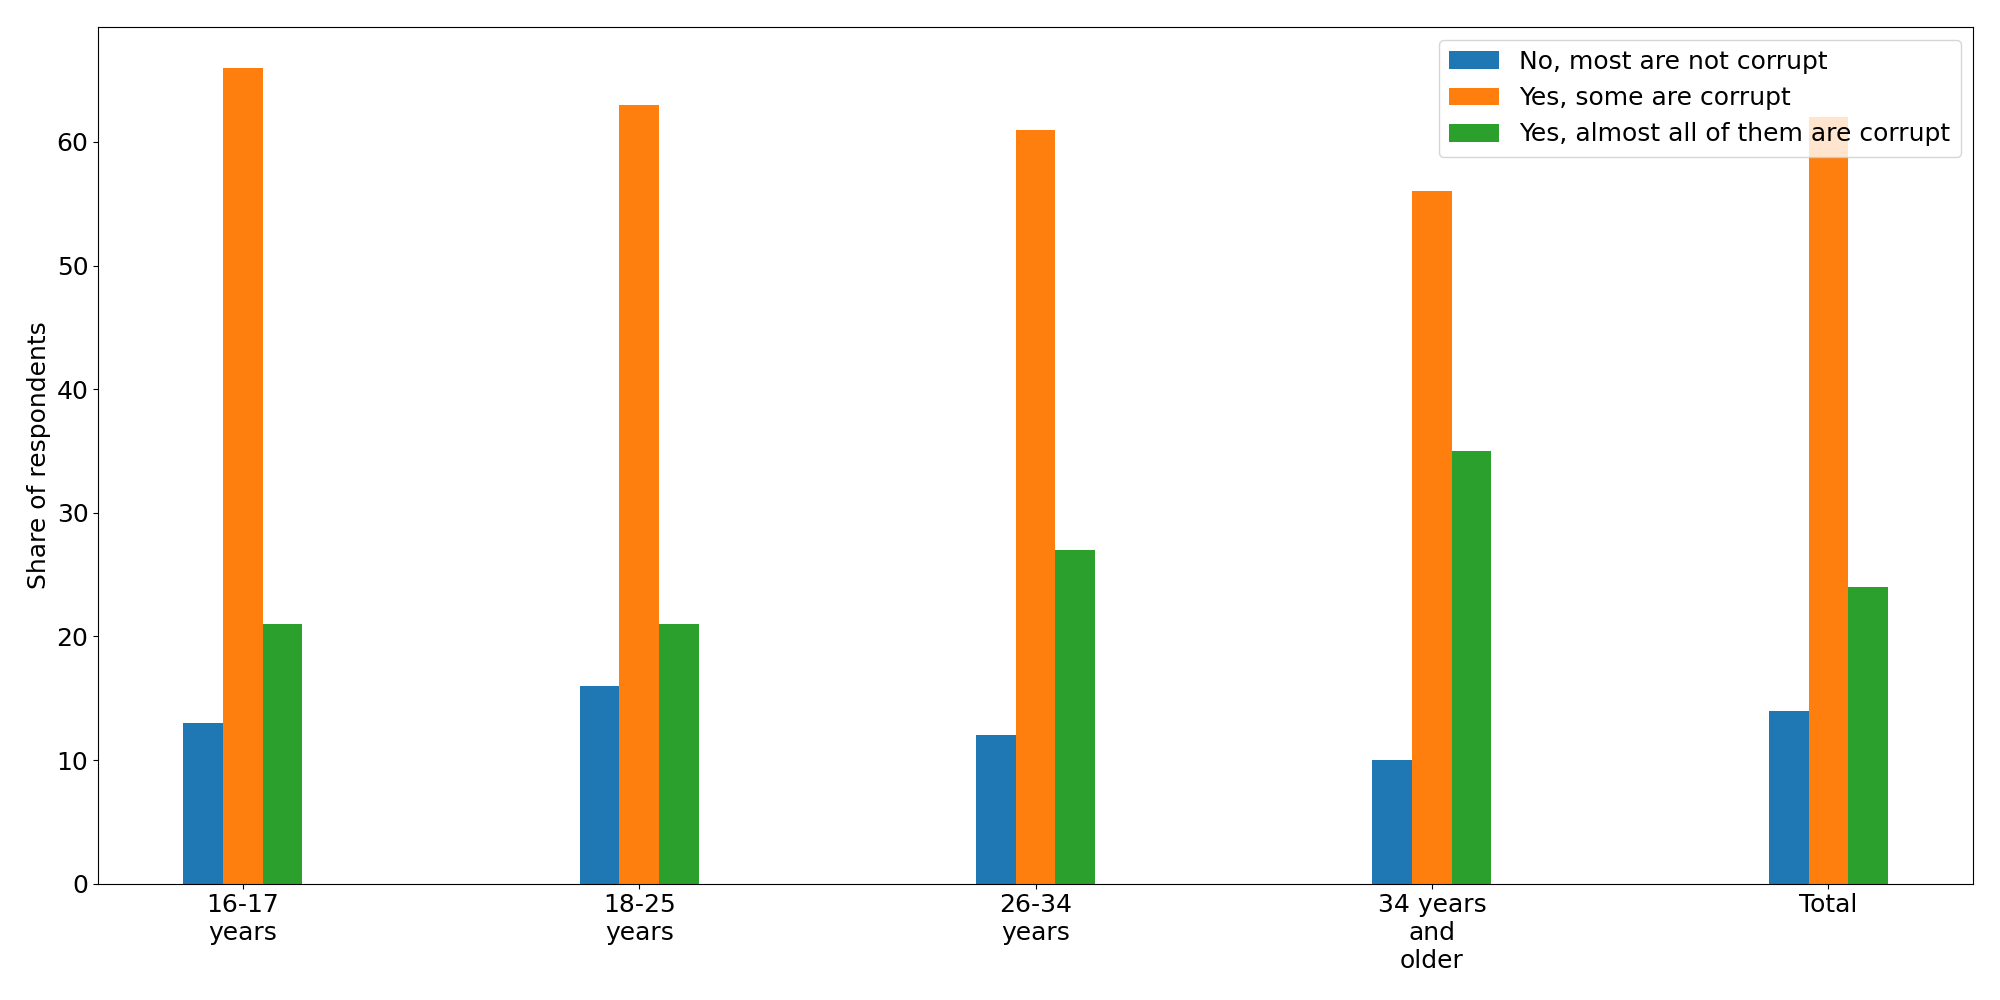 No, most are not corrupt
Yes, some are corrupt
Yes, almost all of them are corrupt
Share of respondents
60
50
40
30
20
10
0
16-17
years
18-25
years
26-34
years
34 years
and
older
Total